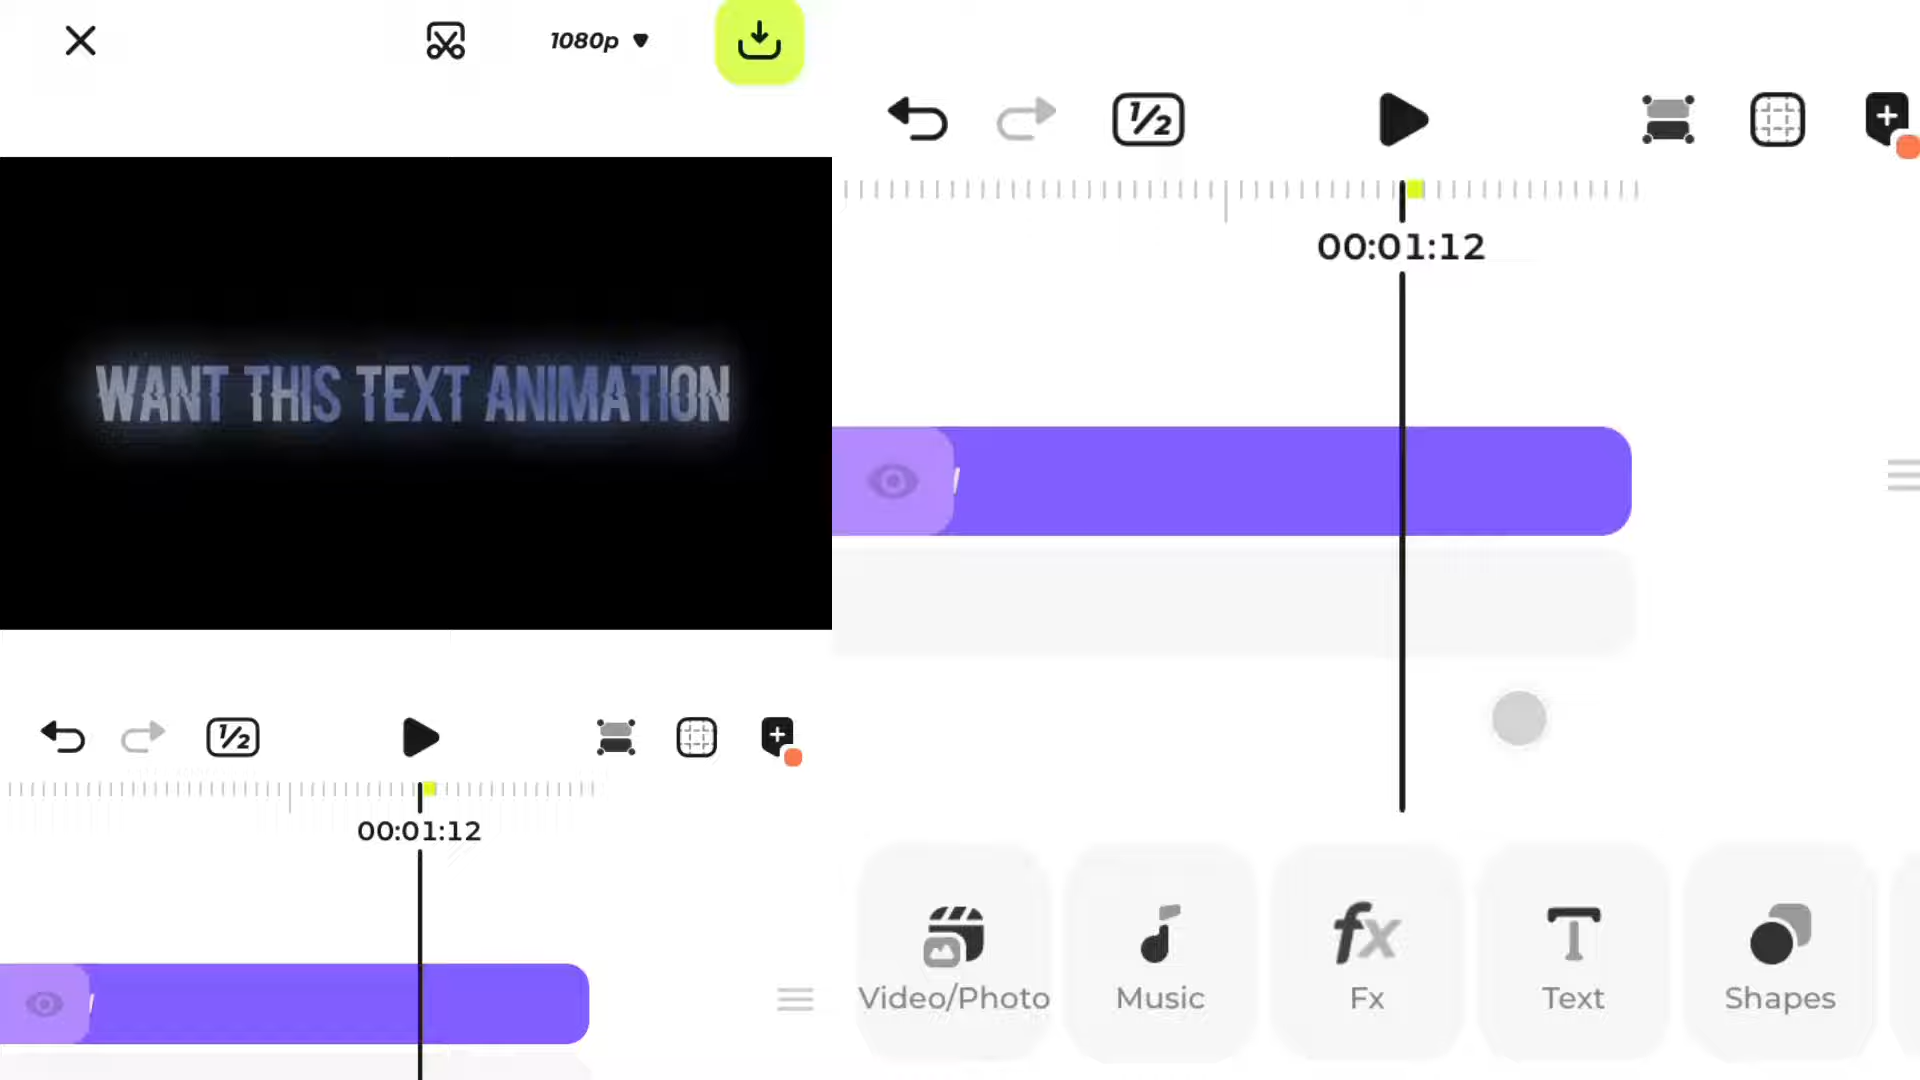 1080p
WANT THIS TEXT ANIMATION
1/2
00:01:12
1/2
00:01:12
Video/Photo
Music
fx
Fx
T
Text
Shapes